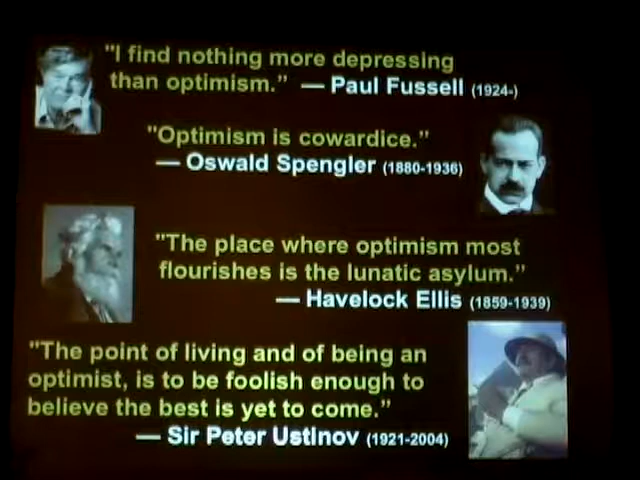 "I find nothing more depressing
than optimism." — Paul Fussell (1924-)
"Optimism is cowardice."
— Oswald Spengler (1880-1936)
"The place where optimism most
flourishes is the lunatic asylum."
— Havelock Ellis (1859-1939)
"The point of living and of being an
optimist, is to be foolish enough to
believe the best is yet to come."
— Sir Peter Ustinov (1921-2004)